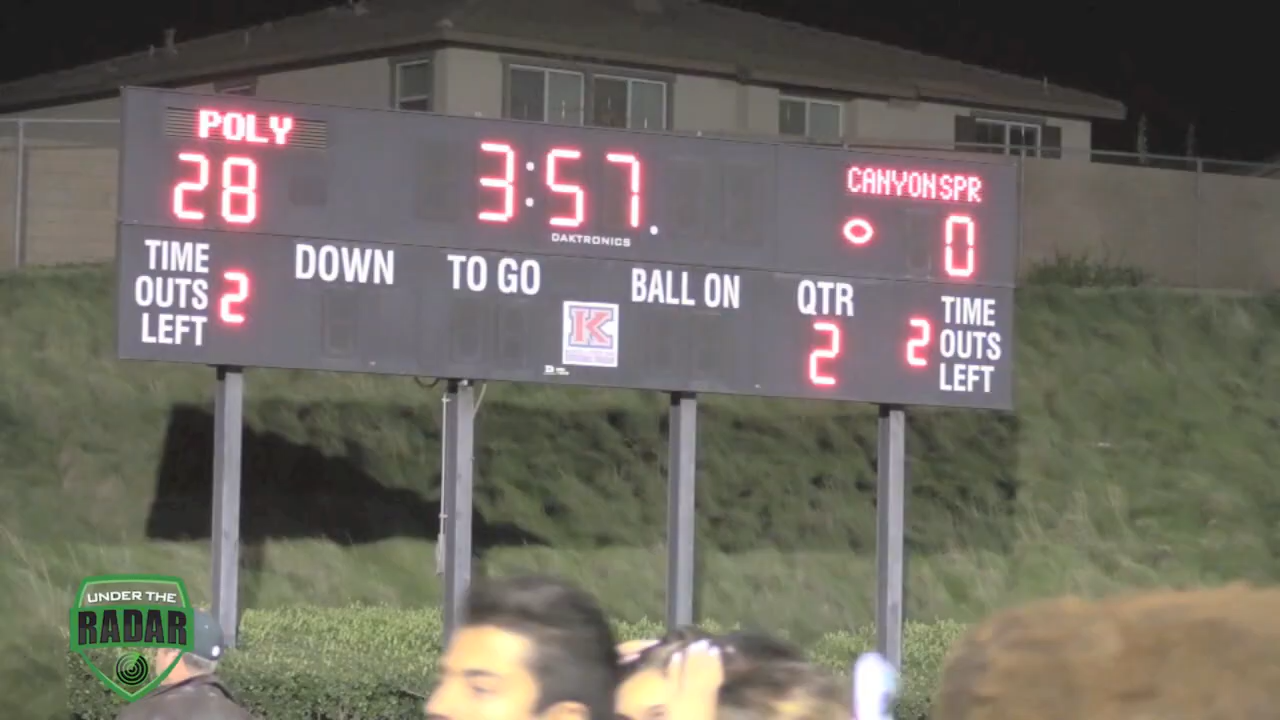 POLY
28
3:57
CANYONSPR
0
DAKTRONICS
TIME
OUTS
LEFT
2
DOWN
TO GO
BALL ON
QTR
2
2
TIME
OUTS
LEFT
K
UNDER THE
RADAR